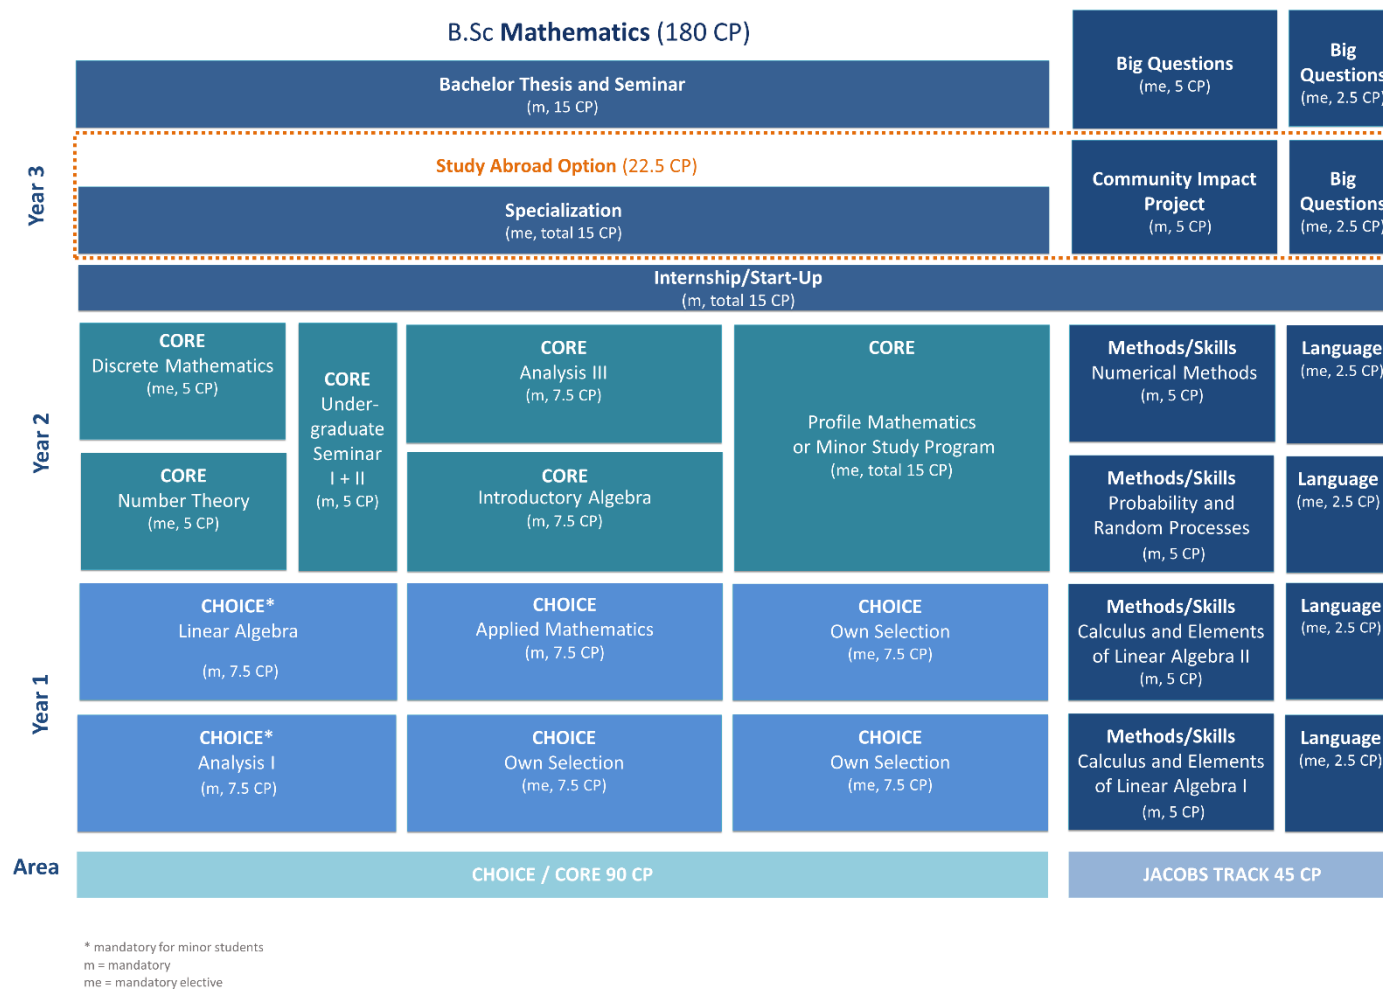 B.Sc Mathematics (180 CP)
Bachelor Thesis and Seminar
(m, 15 CP)
Big Questions
(me, 5 CP)
Big
Questions
(me, 2.5 CP)
Year 3
Study Abroad Option (22.5 CP)
Specialization
(me, total 15 CP)
Community Impact
Project
(m, 5 CP)
Big
Questions
(me, 2.5 CP)
Internship/Start-Up
(m, total 15 CP)
Year 2
CORE
Discrete Mathematics
(me, 5 CP)
CORE
Number Theory
(me, 5 CP)
CORE
Under-
graduate
Seminar
I + II
(m, 5 CP)
CORE
Analysis III
(m, 7.5 CP)
CORE
Introductory Algebra
(m, 7.5 CP)
CORE
Profile Mathematics
or Minor Study Program
(me, total 15 CP)
Methods/Skills
Numerical Methods
(m, 5 CP)
Language
(me, 2.5 CP)
Methods/Skills
Probability and
Random Processes
(m, 5 CP)
Language
(me, 2.5 CP)
Year 1
CHOICE*
Linear Algebra
(m, 7.5 CP)
CHOICE
Applied Mathematics
(m, 7.5 CP)
CHOICE
Own Selection
(me, 7.5 CP)
Methods/Skills
Calculus and Elements
of Linear Algebra II
(m, 5 CP)
Language
(me, 2.5 CP)
CHOICE*
Analysis I
(m, 7.5 CP)
CHOICE
Own Selection
(me, 7.5 CP)
CHOICE
Own Selection
(me, 7.5 CP)
Methods/Skills
Calculus and Elements
of Linear Algebra I
(m, 5 CP)
Language
(me, 2.5 CP)
Area
CHOICE / CORE 90 CP
JACOBS TRACK 45 CP
* mandatory for minor students
m = mandatory
me = mandatory elective